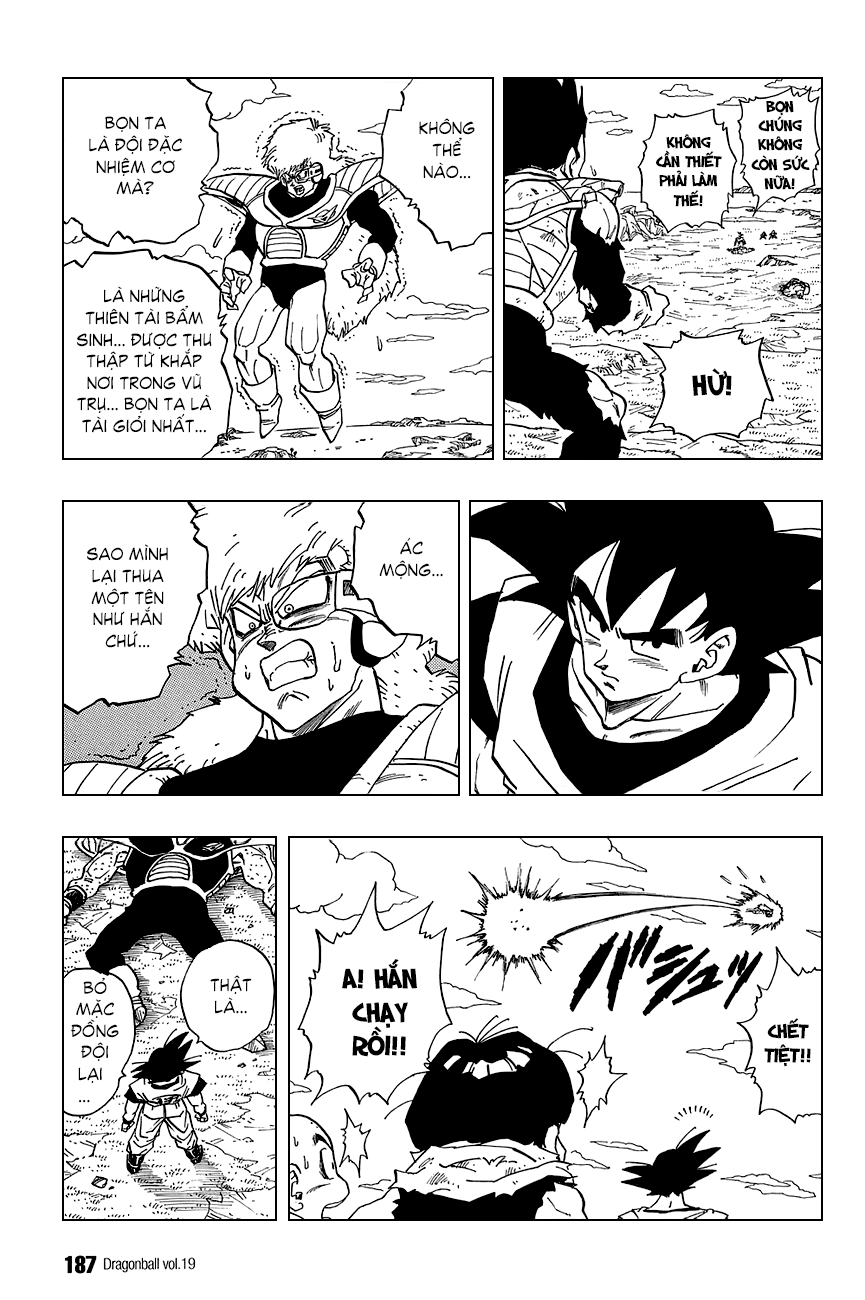 BỌN
CHÚNG
KHÔNG
CÒN SỨC
NỮA!
KHÔNG
CẦN THIẾT
PHẢI LÀM
THẾ!
HỪ!
KHÔNG
THỂ
NÀO...
BỌN TA
LÀ ĐỘI ĐẶC
NHIỆM CƠ
MÀ?
LÀ NHỮNG
THIÊN TÀI BẨM
SINH... ĐƯỢC THU
THẬP TỪ KHẮP
NƠI TRONG VŨ
TRỤ... BỌN TA LÀ
TÀI GIỎI NHẤT...
ÁC
MỘNG...
SAO MÌNH
LẠI THUA
MỘT TÊN
NHƯ HẮN
CHỨ...
CHẾT
TIỆT!!
バシュッ
A! HẮN
CHẠY
RỒI!!
THẬT
LÀ...
BỎ
MẶC
ĐỒNG
ĐỘI
LẠI
...
187 Dragonball vol.19